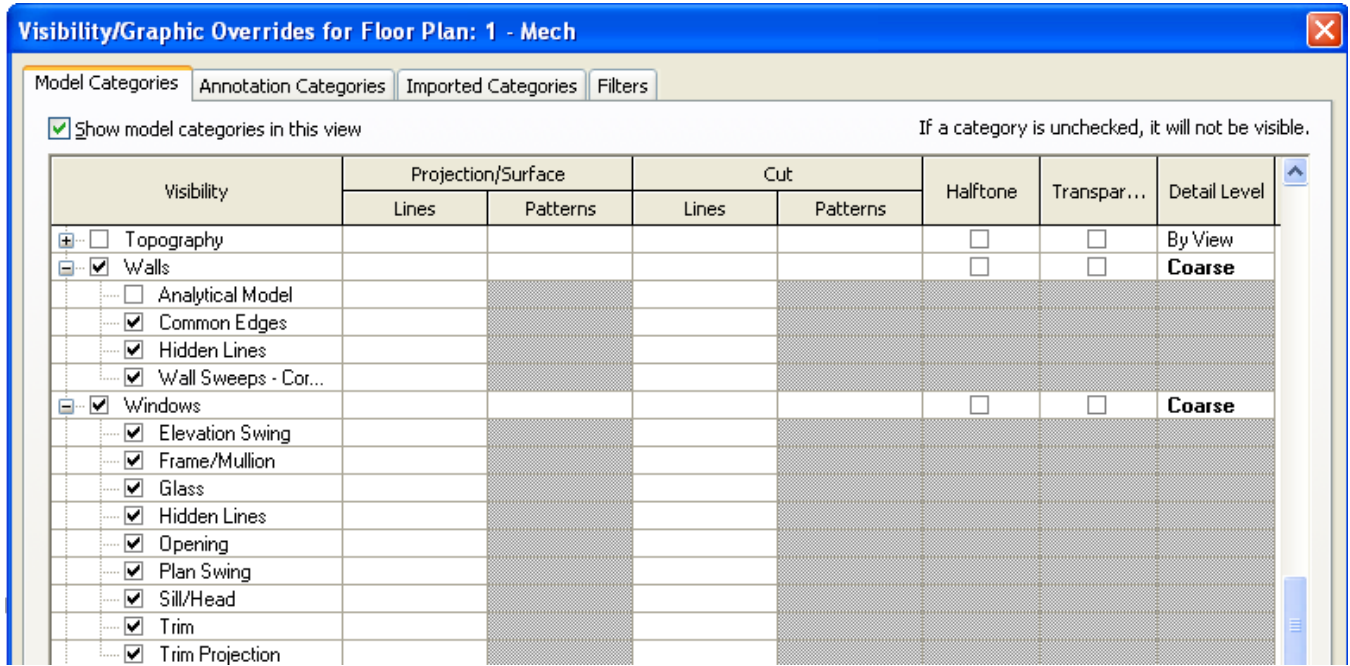 Visibility/Graphic Overrides for Floor Plan: 1 - Mech
Model Categories Annotation Categories Imported Categories Filters
Show model categories in this view If a category is unchecked, it will not be visible.
Visibility Projection/Surface Cut Halftone Transpar... Detail Level
Lines Patterns Lines Patterns
Topography By View
Walls Coarse
Analytical Model
Common Edges
Hidden Lines
Wall Sweeps - Cor...
Windows Coarse
Elevation Swing
Frame/Mullion
Glass
Hidden Lines
Opening
Plan Swing
Sill/Head
Trim
Trim Projection